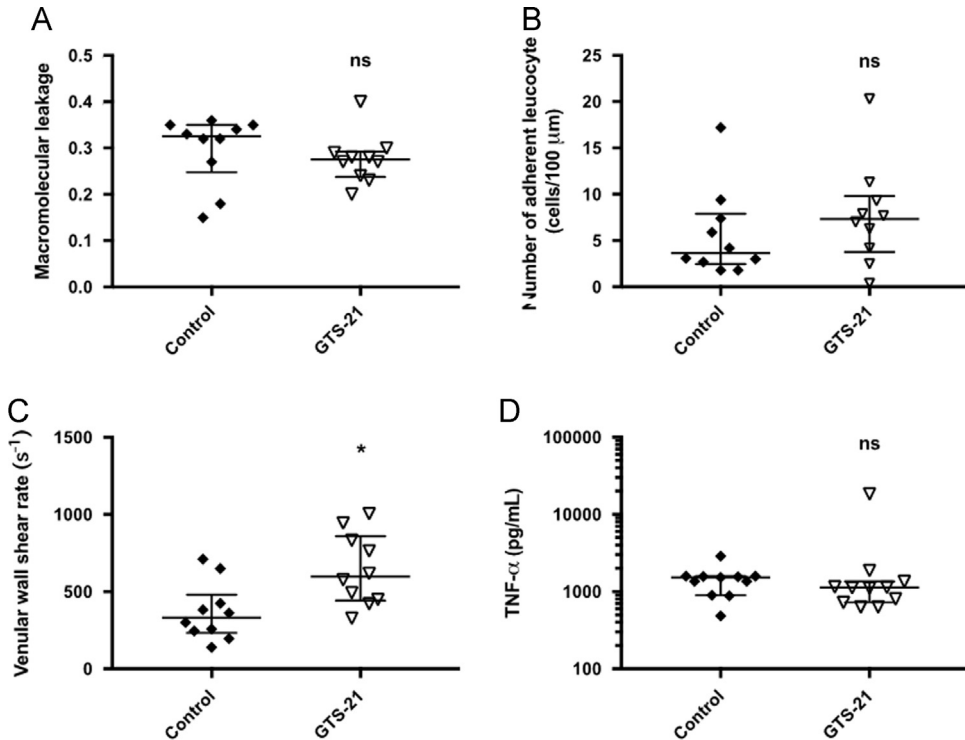 A
Macromolecular leakage
0.5
0.4
0.3
0.2
0.1
0.0
ns
Control
GTS-21
B
Number of adherent leucocyte
(cells/100 μm)
25
20
15
10
5
0
ns
Control
GTS-21
C
Venular wall shear rate (s⁻¹)
1500
1000
500
0
*
Control
GTS-21
D
TNF-α (pg/mL)
100000
10000
1000
100
ns
Control
GTS-21